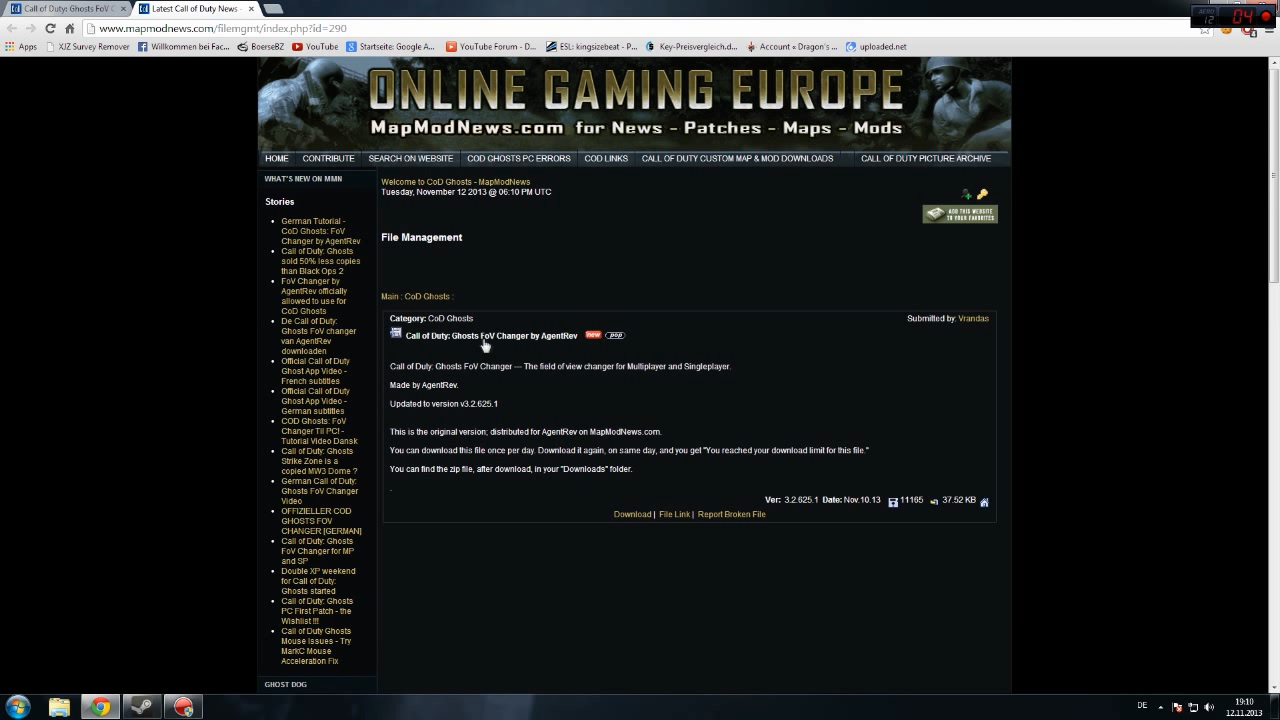 Call of Duty: Ghosts FoV C
Latest Call of Duty News -
www.mapmodnews.com/filemgmt/index.php?id=290
Apps
XJZ Survey Remover
Willkommen bei Fac...
BoerseBZ
YouTube
Startseite: Google A...
YouTube Forum - D...
ESL: kingsizebeat - P...
Key-Preisvergleich.d...
Account « Dragon's ...
uploaded.net
AERO
12
04
ONLINE GAMING EUROPE
MapModNews.com for News - Patches - Maps - Mods
HOME
CONTRIBUTE
SEARCH ON WEBSITE
COD GHOSTS PC ERRORS
COD LINKS
CALL OF DUTY CUSTOM MAP & MOD DOWNLOADS
CALL OF DUTY PICTURE ARCHIVE
WHAT'S NEW ON MMN
Stories
German Tutorial -
CoD Ghosts: FoV
Changer by AgentRev
Call of Duty: Ghosts
sold 50% less copies
than Black Ops 2
FoV Changer by
AgentRev officially
allowed to use for
CoD Ghosts
De Call of Duty:
Ghosts FoV changer
van AgentRev
downloaden
Official Call of Duty
Ghost App Video -
French subtitles
Official Call of Duty
Ghost App Video -
German subtitles
COD Ghosts: FoV
Changer Til PC! -
Tutorial Video Dansk
Call of Duty: Ghosts
Strike Zone is a
copied MW3 Dome ?
German Call of Duty:
Ghosts FoV Changer
Video
OFFIZIELLER COD
GHOSTS FOV
CHANGER [GERMAN]
Call of Duty: Ghosts
FoV Changer for MP
and SP
Double XP weekend
for Call of Duty:
Ghosts started
Call of Duty: Ghosts
PC First Patch - the
Wishlist !!!
Call of Duty Ghosts
Mouse Issues - Try
MarkC Mouse
Acceleration Fix
GHOST DOG
Welcome to CoD Ghosts - MapModNews
Tuesday, November 12 2013 @ 06:10 PM UTC
ADD THIS WEBSITE
TO YOUR FAVORITES
File Management
Main : CoD Ghosts :
Category: CoD Ghosts
Submitted by: Vrandas
Call of Duty: Ghosts FoV Changer by AgentRev
new
pop
Call of Duty: Ghosts FoV Changer — The field of view changer for Multiplayer and Singleplayer.
Made by AgentRev.
Updated to version v3.2.625.1
This is the original version; distributed for AgentRev on MapModNews.com.
You can download this file once per day. Download it again, on same day, and you get "You reached your download limit for this file."
You can find the zip file, after download, in your "Downloads" folder.
.
Ver: 3.2.625.1 Date: Nov.10.13 11165 37.52 KB
Download | File Link | Report Broken File
DE
19:10
12.11.2013